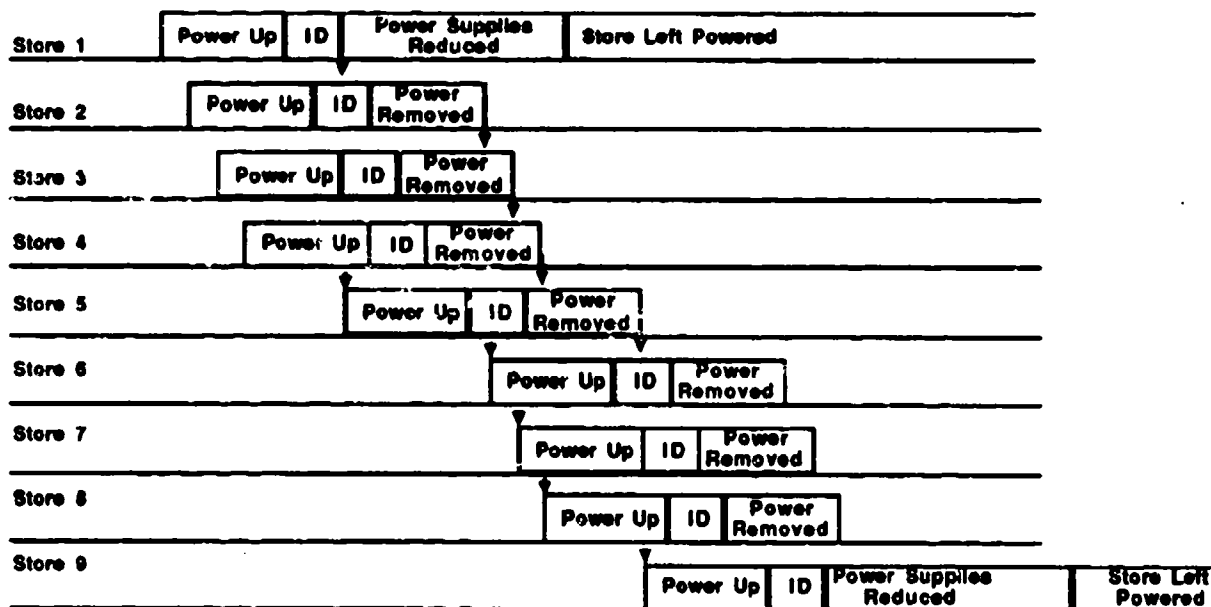 Store 1 Power Up ID Power Supplies Reduced Store Left Powered
Store 2 Power Up ID Power Removed
Store 3 Power Up ID Power Removed
Store 4 Power Up ID Power Removed
Store 5 Power Up ID Power Removed
Store 6 Power Up ID Power Removed
Store 7 Power Up ID Power Removed
Store 8 Power Up ID Power Removed
Store 9 Power Up ID Power Supplies Reduced Store Left Powered